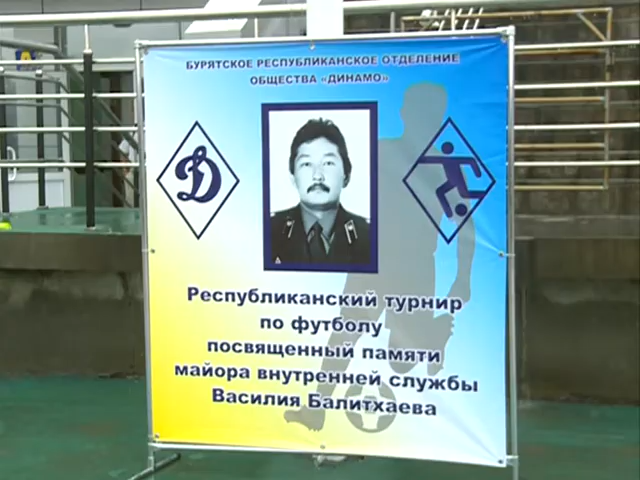 БУРЯТСКОЕ РЕСПУБЛИКАНСКОЕ ОТДЕЛЕНИЕ
ОБЩЕСТВА «ДИНАМО»
Д
Республиканский турнир
по футболу
посвященный памяти
майора внутренней службы
Василия Балитхаева